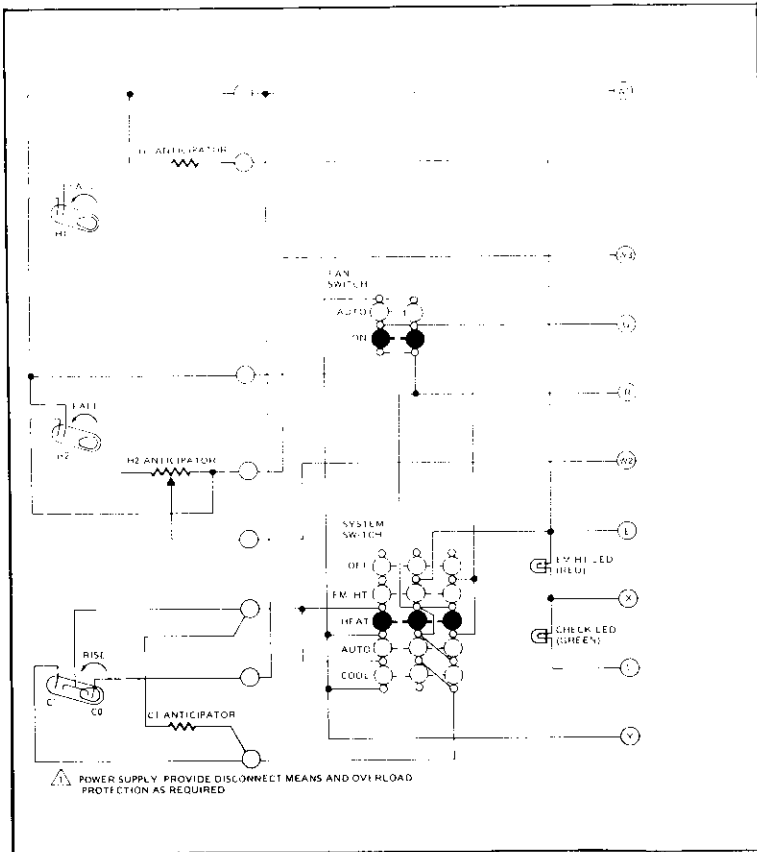 ANTICIPATOR
H1
W3
FAN
SWITCH
AUTO
G
ON
R
FALL
H2
H2 ANTICIPATOR
W2
SYSTEM
SWITCH
E
OFF
EM HT LED
(RED)
EM HT
X
HEAT
CHECK LED
(GREEN)
AUTO
RISE
COOL
C0
C1 ANTICIPATOR
Y
1 POWER SUPPLY PROVIDE DISCONNECT MEANS AND OVERLOAD
PROTECTION AS REQUIRED